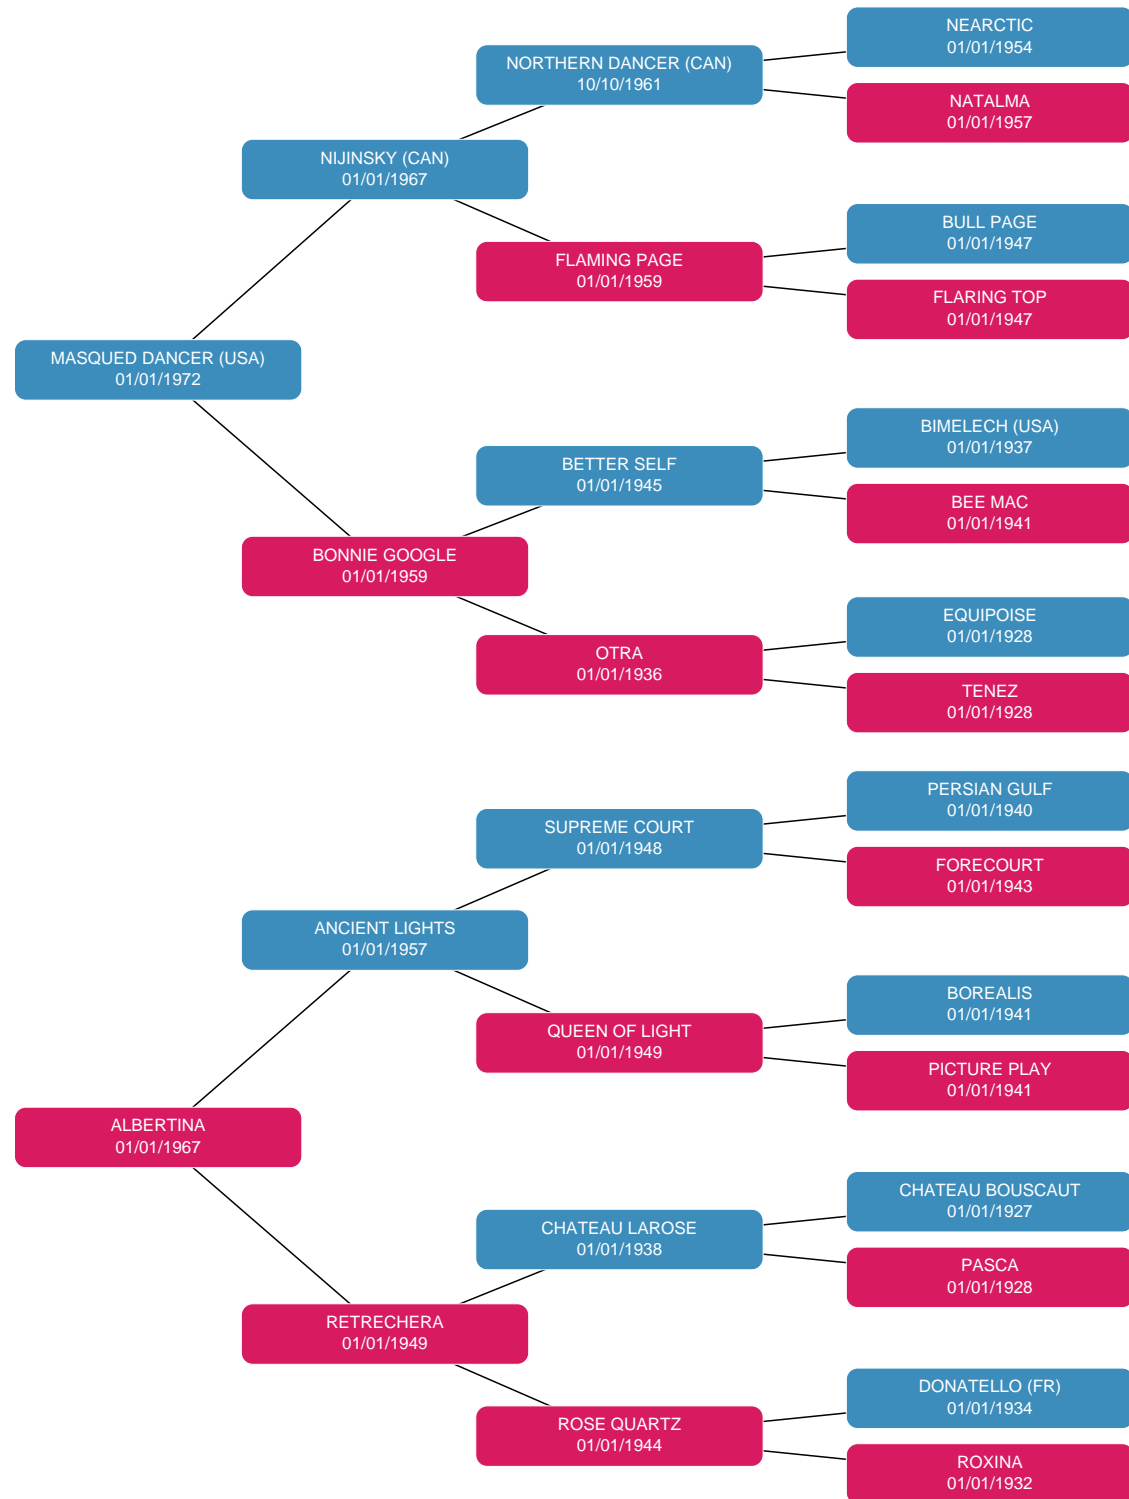 NEARCTIC
01/01/1954
NORTHERN DANCER (CAN)
10/10/1961
NATALMA
01/01/1957
NIJINSKY (CAN)
01/01/1967
BULL PAGE
01/01/1947
FLAMING PAGE
01/01/1959
FLARING TOP
01/01/1947
MASQUED DANCER (USA)
01/01/1972
BIMELECH (USA)
01/01/1937
BETTER SELF
01/01/1945
BEE MAC
01/01/1941
BONNIE GOOGLE
01/01/1959
EQUIPOISE
01/01/1928
OTRA
01/01/1936
TENEZ
01/01/1928
PERSIAN GULF
01/01/1940
SUPREME COURT
01/01/1948
FORECOURT
01/01/1943
ANCIENT LIGHTS
01/01/1957
BOREALIS
01/01/1941
QUEEN OF LIGHT
01/01/1949
PICTURE PLAY
01/01/1941
ALBERTINA
01/01/1967
CHATEAU BOUSCAUT
01/01/1927
CHATEAU LAROSE
01/01/1938
PASCA
01/01/1928
RETRECHERA
01/01/1949
DONATELLO (FR)
01/01/1934
ROSE QUARTZ
01/01/1944
ROXINA
01/01/1932